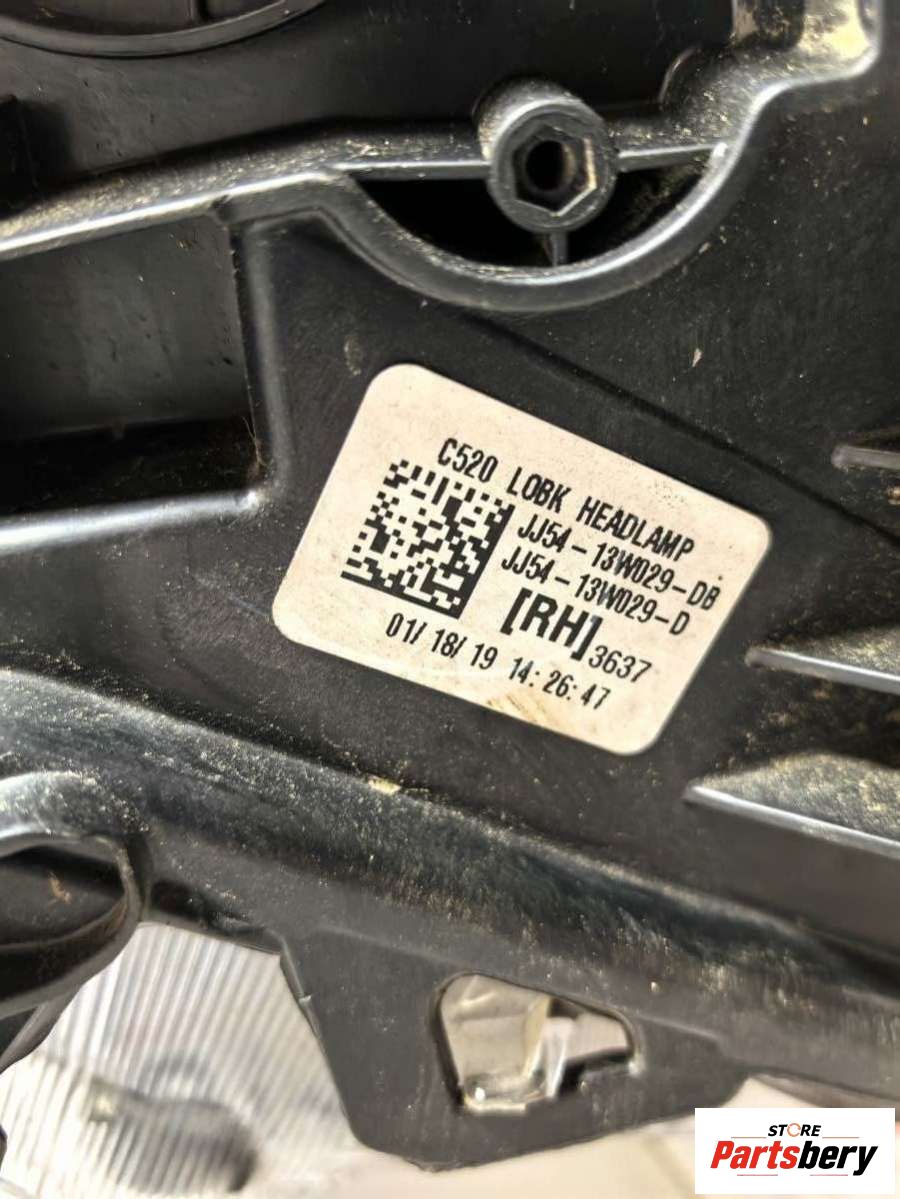 C520 LOBK HEADLAMP
JJ54-13W029-DB
JJ54-13W029-D
[RH] 3637
01/18/19 14:26:47
STORE
Partsbery